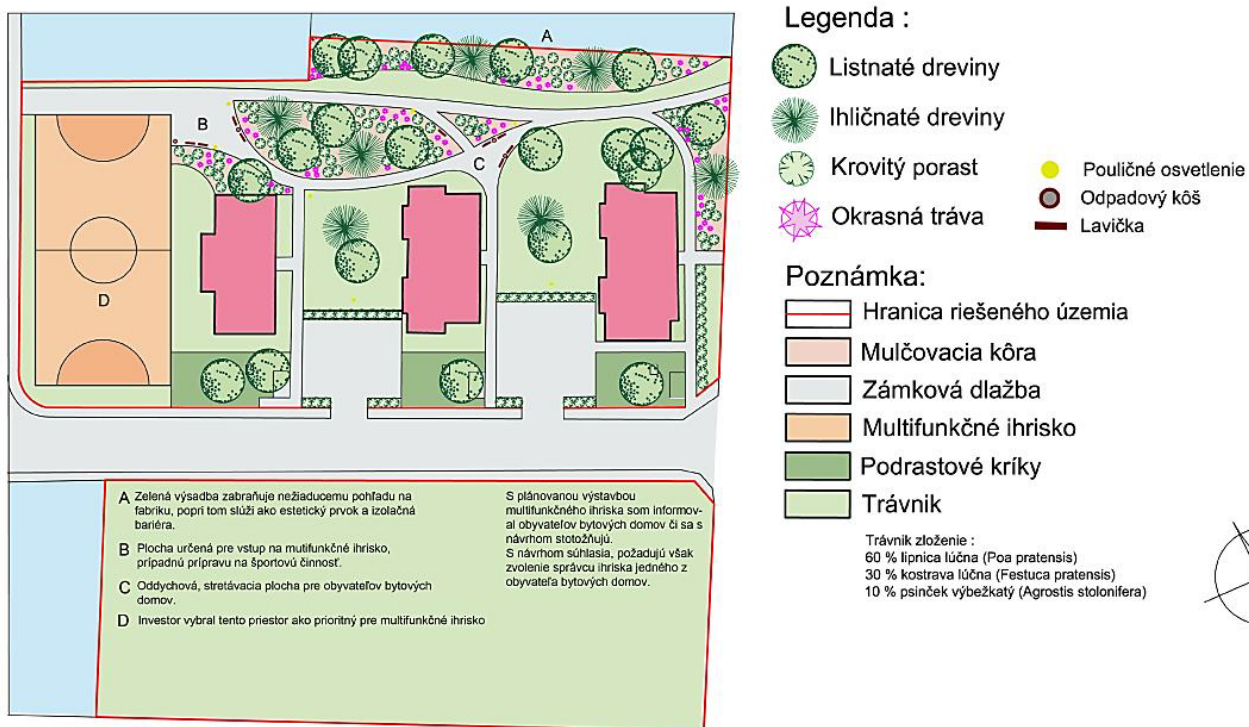 A
B
C
D
Legenda :
Listnaté dreviny
Ihličnaté dreviny
Krovitý porast
Okrasná tráva
Pouličné osvetlenie
Odpadový kôš
Lavička
Poznámka:
Hranica riešeného územia
Mulčovacia kôra
Zámková dlažba
Multifunkčné ihrisko
Podrastové kríky
Trávnik
Trávnik zloženie :
60 % lipnica lúčna (Poa pratensis)
30 % kostrava lúčna (Festuca pratensis)
10 % psinček výbežkatý (Agrostis stolonifera)
A Zelená výsadba zabraňuje nežiaducemu pohľadu na
fabriku, popri tom slúži ako estetický prvok a izolačná
bariéra.
B Plocha určená pre vstup na mutifunkčné ihrisko,
prípadnú prípravu na športovú činnosť.
C Oddychová, stretávacia plocha pre obyvateľov bytových
domov.
D Investor vybral tento priestor ako prioritný pre multifunkčné ihrisko
S plánovanou výstavbou
multifunkčného ihriska som informov-
al obyvateľov bytových domov či sa s
návrhom stotožňujú.
S návrhom súhlasia, požadujú však
zvolenie správcu ihriska jedného z
obyvateľa bytových domov.